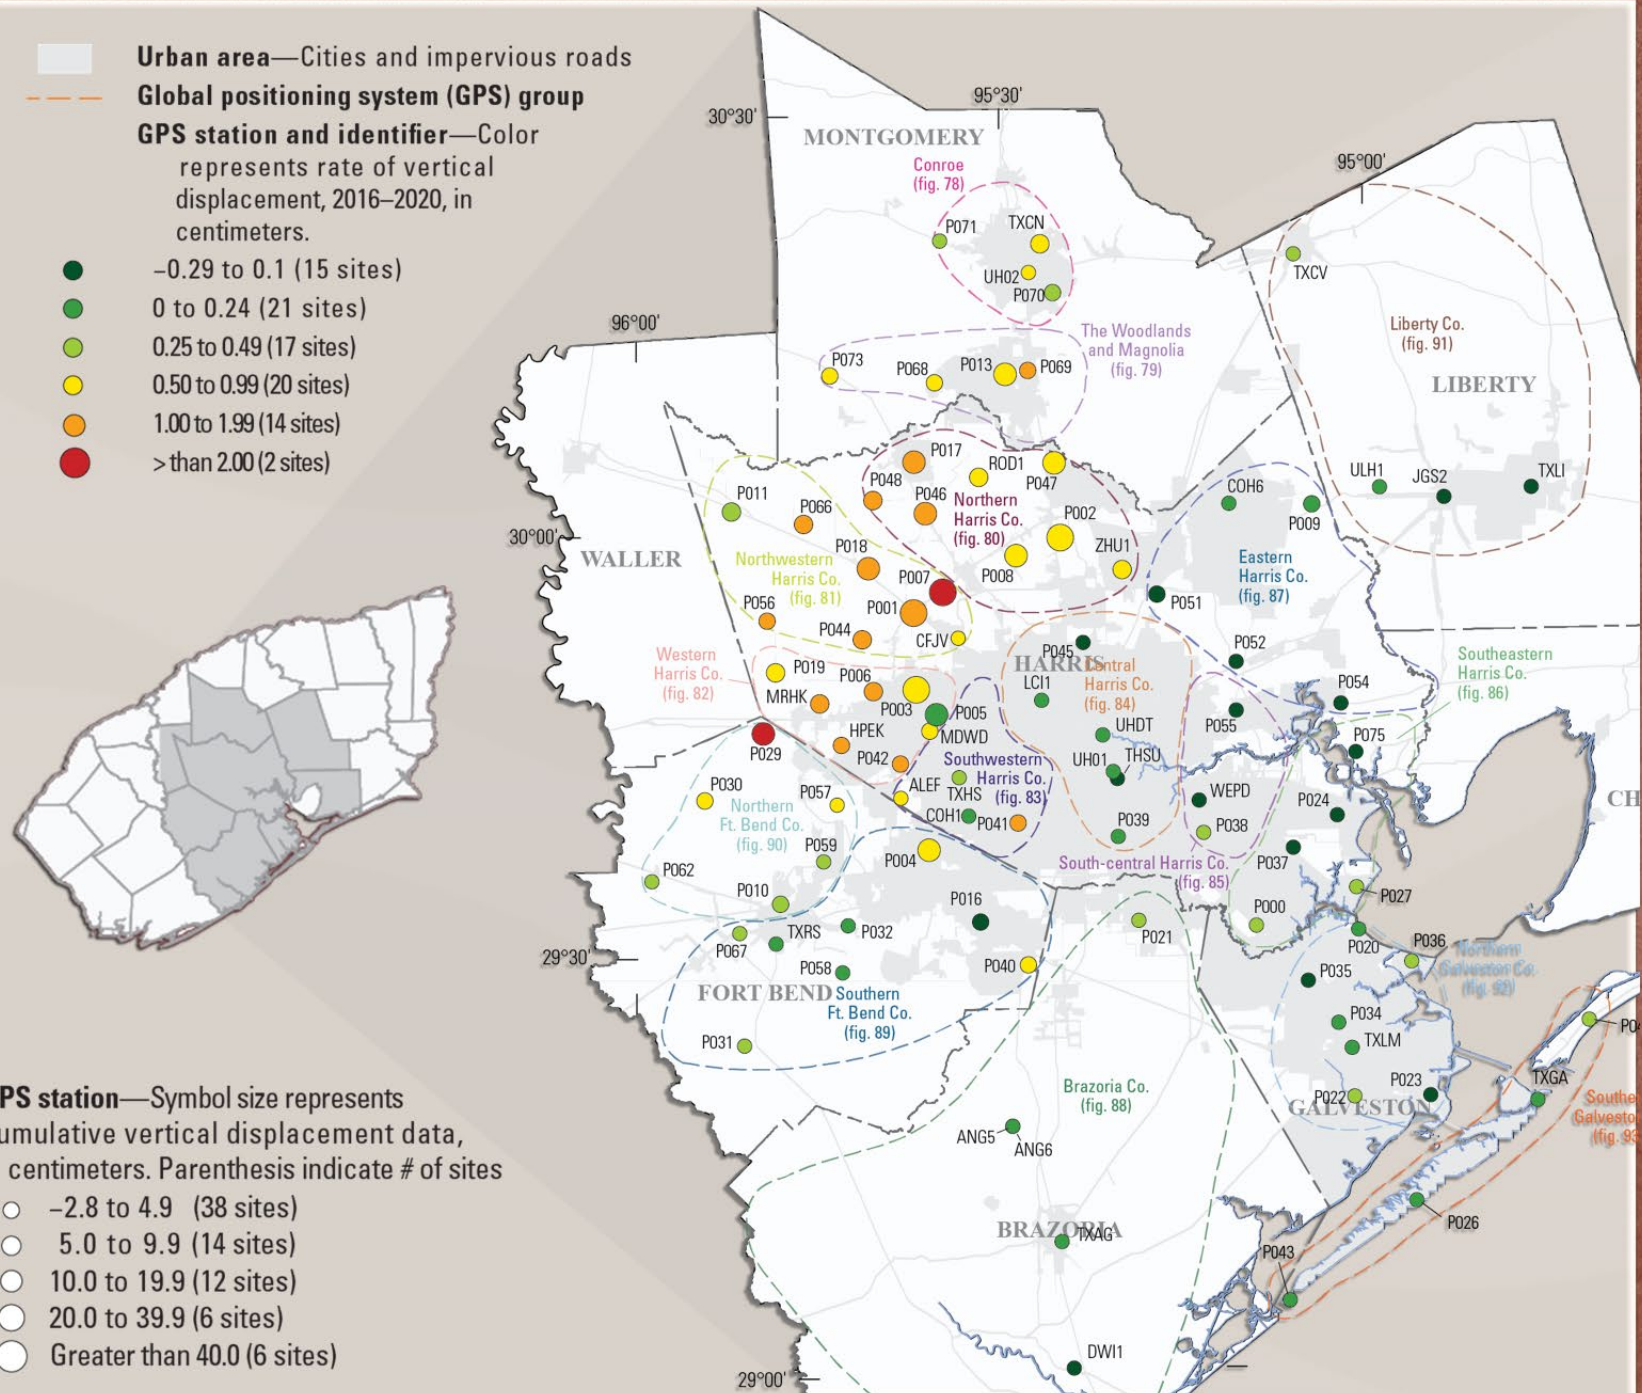 Urban area—Cities and impervious roads
Global positioning system (GPS) group
GPS station and identifier—Color
represents rate of vertical
displacement, 2016–2020, in
centimeters.
−0.29 to 0.1 (15 sites)
0 to 0.24 (21 sites)
0.25 to 0.49 (17 sites)
0.50 to 0.99 (20 sites)
1.00 to 1.99 (14 sites)
> than 2.00 (2 sites)
PS station—Symbol size represents
umulative vertical displacement data,
centimeters. Parenthesis indicate # of sites
−2.8 to 4.9 (38 sites)
5.0 to 9.9 (14 sites)
10.0 to 19.9 (12 sites)
20.0 to 39.9 (6 sites)
Greater than 40.0 (6 sites)
95°30'
30°30'
MONTGOMERY
95°00'
Conroe
(fig. 78)
P071
TXCN
UH02
P070
TXCV
96°00'
The Woodlands
and Magnolia
(fig. 79)
Liberty Co.
(fig. 91)
P073
P068
P013
P069
LIBERTY
P017
ROD1
P047
P048
P046
Northern
Harris Co.
(fig. 80)
P002
P008
ZHU1
P011
P066
P018
COH6
P009
ULH1
JGS2
TXLI
30°00'
WALLER
Northwestern
Harris Co.
(fig. 81)
P007
P056
P001
P044
CFJV
Eastern
Harris Co.
(fig. 87)
P051
P052
P045
HARRIS
Central
Harris Co.
(fig. 84)
LCI1
Western
Harris Co.
(fig. 82)
P019
P006
MRHK
P003
P005
HPEK
MDWD
P042
P029
Southeastern
Harris Co.
(fig. 86)
P054
P055
P075
UHDT
UH01
THSU
Southwestern
Harris Co.
(fig. 83)
ALEF
TXHS
COH1
P041
P039
WEPD
P038
P024
P037
CH
P030
P057
Northern
Ft. Bend Co.
(fig. 90)
P059
P062
P010
P004
South-central Harris Co.
(fig. 85)
P016
P000
P027
P021
P020
P036
Northern
Galveston Co.
(fig. 92)
P067
TXRS
P032
P058
29°30'
P040
P035
FORT BEND
Southern
Ft. Bend Co.
(fig. 89)
P034
TXLM
P04
P031
Brazoria Co.
(fig. 88)
P022
P023
GALVESTON
TXGA
Southe
Galvesto
(fig. 93
ANG5
ANG6
P026
BRAZORIA
TXAG
P043
DWI1
29°00'